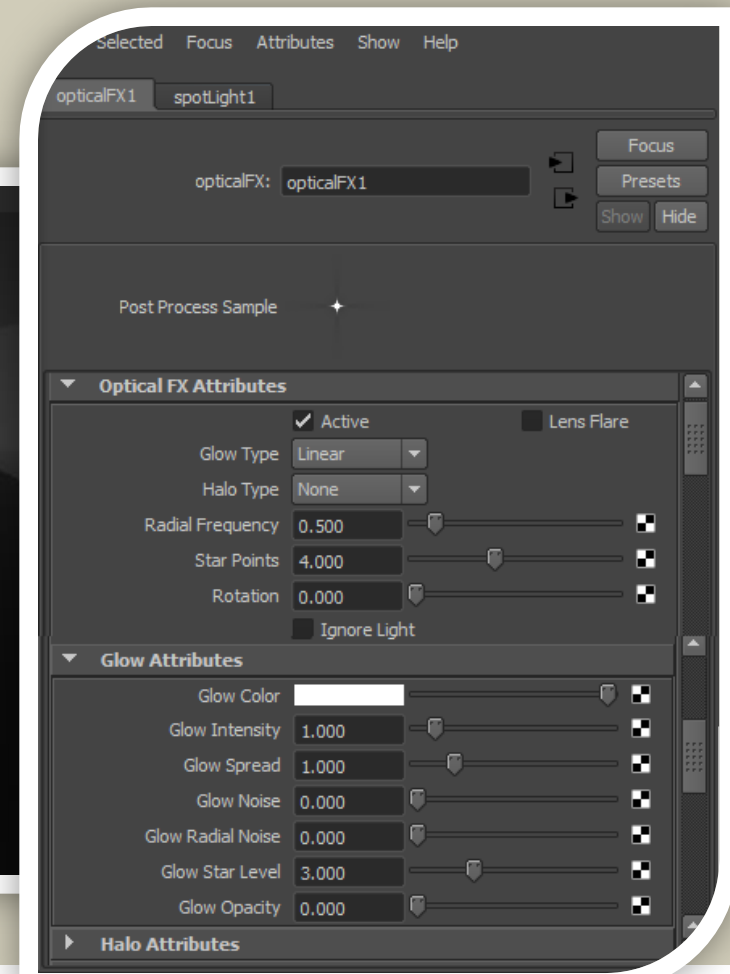 Selected Focus Attributes Show Help
opticalFX1 spotLight1
Focus
opticalFX: opticalFX1
Presets
Show Hide
Post Process Sample
Optical FX Attributes
Active Lens Flare
Glow Type Linear
Halo Type None
Radial Frequency 0.500
Star Points 4.000
Rotation 0.000
Ignore Light
Glow Attributes
Glow Color
Glow Intensity 1.000
Glow Spread 1.000
Glow Noise 0.000
Glow Radial Noise 0.000
Glow Star Level 3.000
Glow Opacity 0.000
Halo Attributes